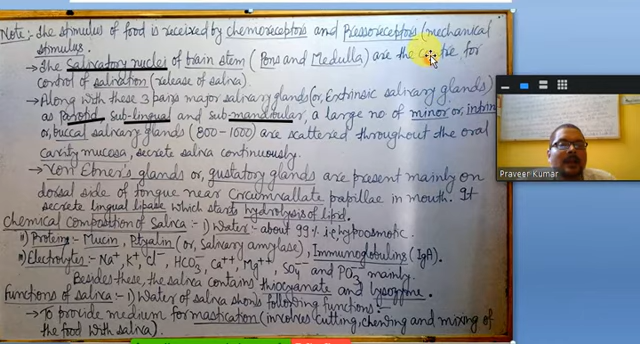 Note:- The stimulus of food is received by chemoreceptors and Pressoreceptors (mechanical
stimulus.
→ The Salivatory nuclei of brain stem (Pons and Medulla) are the centre for
control of salivation (release of saliva)
→ Along with these 3 pairs major salivary glands (or, Extrinsic salivary glands)
as Parotid sub-lingual and sub-mandibular, a large no of minor or, intrin
or, buccal salivary glands (800-1000) are scattered throughout the oral
cavity mucosa, secrete saliva continuously.
→ Von Ebner's glands or, gustatory glands are present mainly on
dorsal side of tongue near Circumvallate papillae in mouth. It
secrete lingual lipase which starts hydrolysis of lipid.
Chemical Composition of Saliva :- i) Water:- about 99% i.e, hypoosmotic.
ii) Proteins:- Mucin, Ptyalin (or, Salivary amylase), Immunoglobulins (IgA).
iii) Electrolytes:- Na+, K+, Cl-, HCO3-, Ca++, Mg++, SO4-- and PO4-- mainly.
Besides these, the saliva contains thiocyanate and lysozyme.
Functions of saliva:- i) Water of saliva shows following functions:-
→ To provide medium for mastication (involves cutting, chewing and mixing of
the food with saliva).
Praveer Kumar